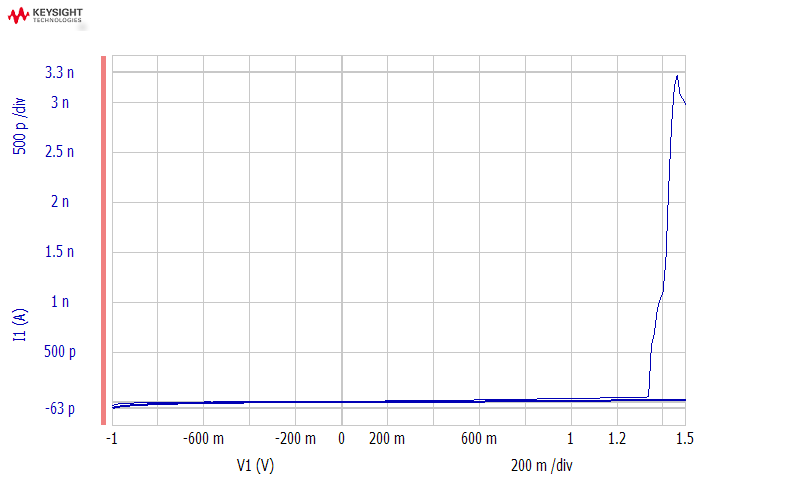 KEYSIGHT
TECHNOLOGIES
500 p /div
I1 (A)
3.3 n
3 n
2.5 n
2 n
1.5 n
1 n
500 p
-63 p
-1
-600 m
-200 m
0
200 m
600 m
1
1.2
1.5
V1 (V)
200 m /div